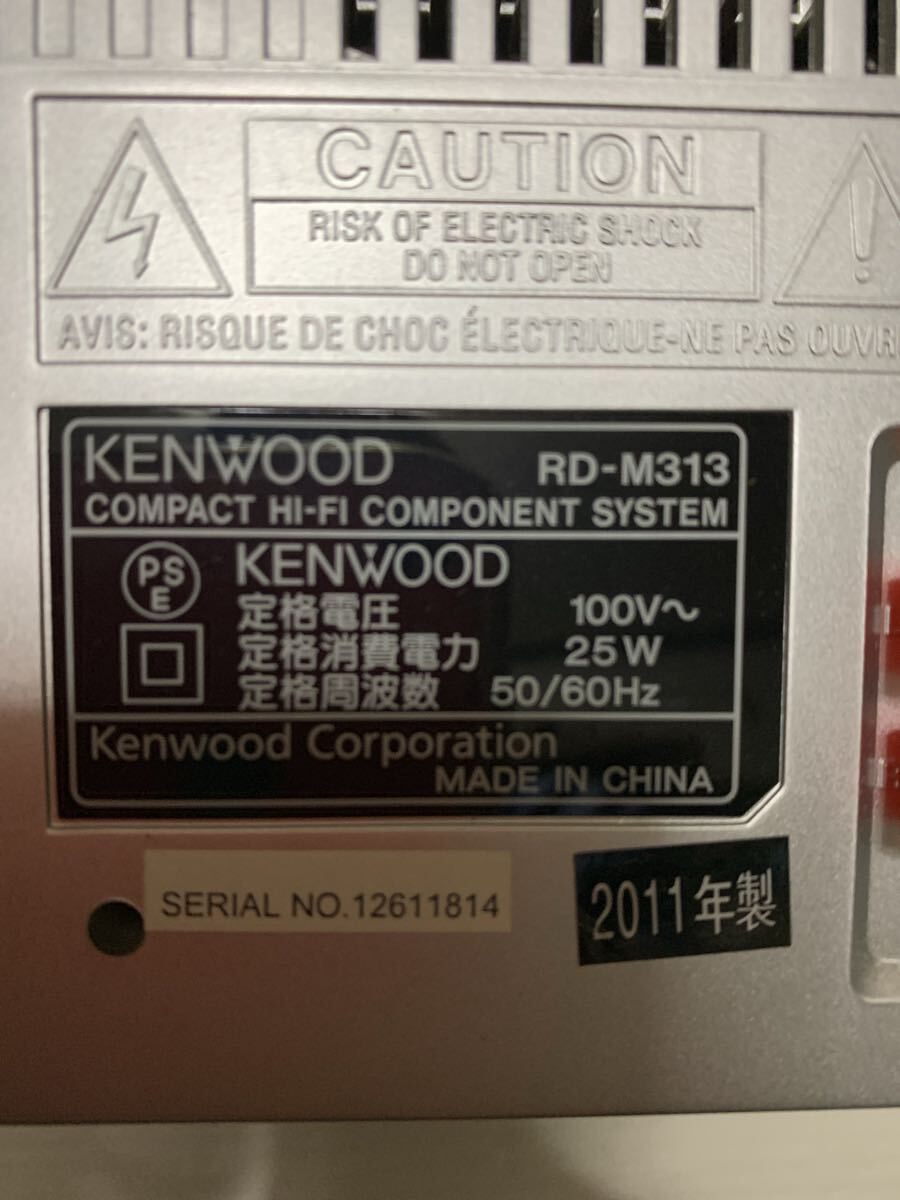 CAUTION
RISK OF ELECTRIC SHOCK
DO NOT OPEN
AVIS: RISQUE DE CHOC ÉLECTRIQUE-NE PAS OUVR
KENWOOD RD-M313
COMPACT HI-FI COMPONENT SYSTEM
PSE KENWOOD
定格電圧 100V~
定格消費電力 25W
定格周波数 50/60Hz
Kenwood Corporation
MADE IN CHINA
SERIAL NO.12611814
2011年製